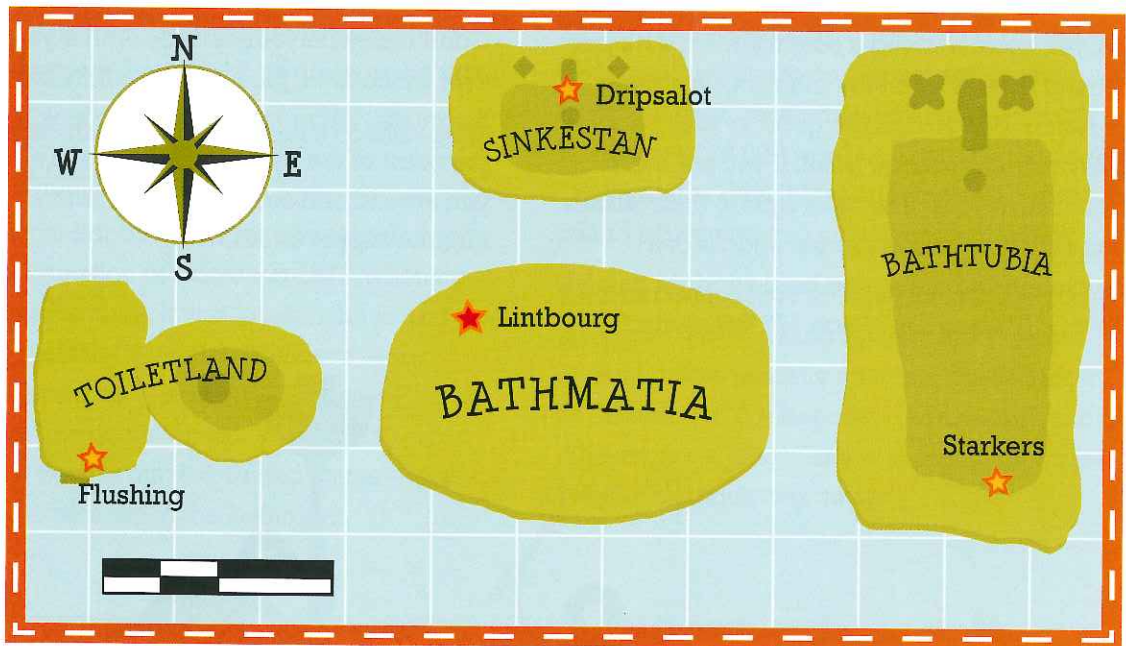 N
W
E
S
Dripsalot
SINKESTAN
BATHTUBIA
Lintbourg
TOILETLAND
BATHMATIA
Starkers
Flushing